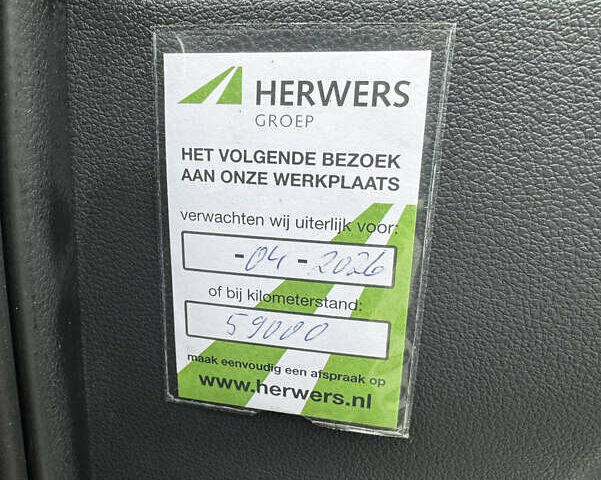 HERWERS
GROEP
HET VOLGENDE BEZOEK
AAN ONZE WERKPLAATS
verwachten wij uiterlijk voor:
-04-2026
of bij kilometerstand:
59000
maak eenvoudig een afspraak op
www.herwers.nl